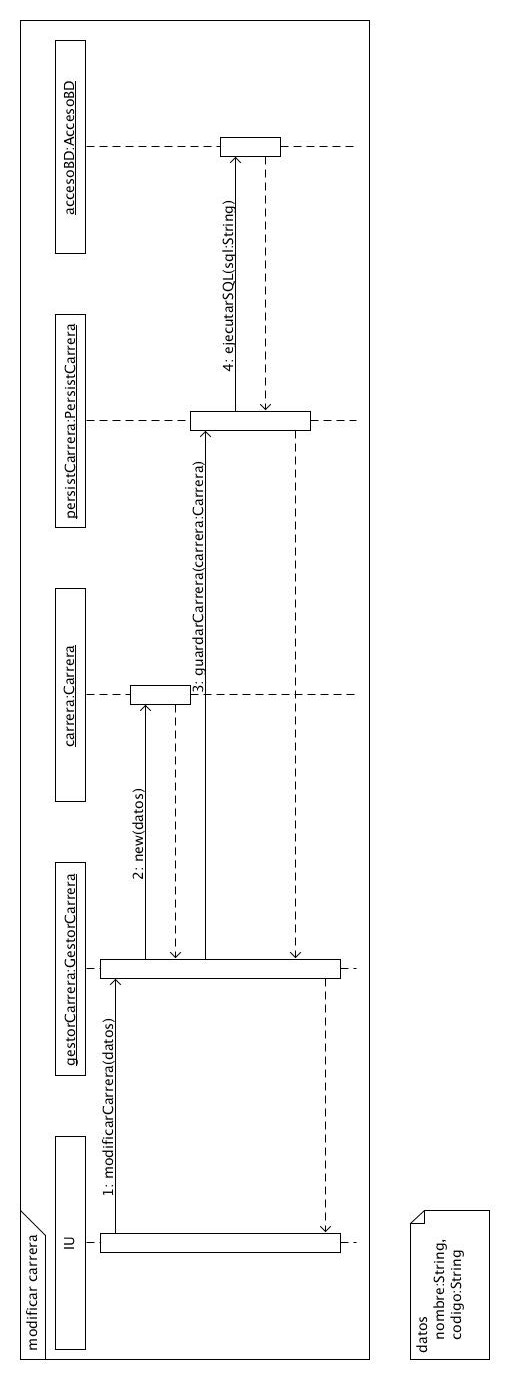 modificar carrera
IU
gestorCarrera:GestorCarrera
carrera:Carrera
persistCarrera:PersistCarrera
accesoBD:AccesoBD
1: modificarCarrera(datos)
2: new(datos)
3: guardarCarrera(carrera:Carrera)
4: ejecutarSQL(sql:String)
datos
nombre:String,
codigo:String